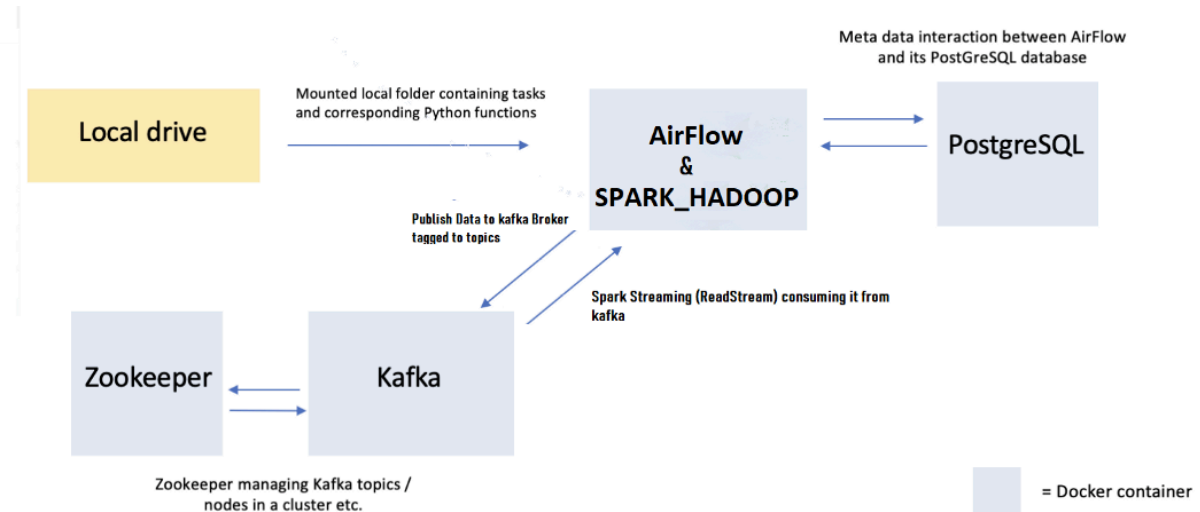 Meta data interaction between AirFlow
and its PostGreSQL database
Local drive
Mounted local folder containing tasks
and corresponding Python functions
AirFlow
&
SPARK_HADOOP
PostgreSQL
Publish Data to kafka Broker
tagged to topics
Spark Streaming (ReadStream) consuming it from
kafka
Zookeeper
Kafka
Zookeeper managing Kafka topics /
nodes in a cluster etc.
= Docker container